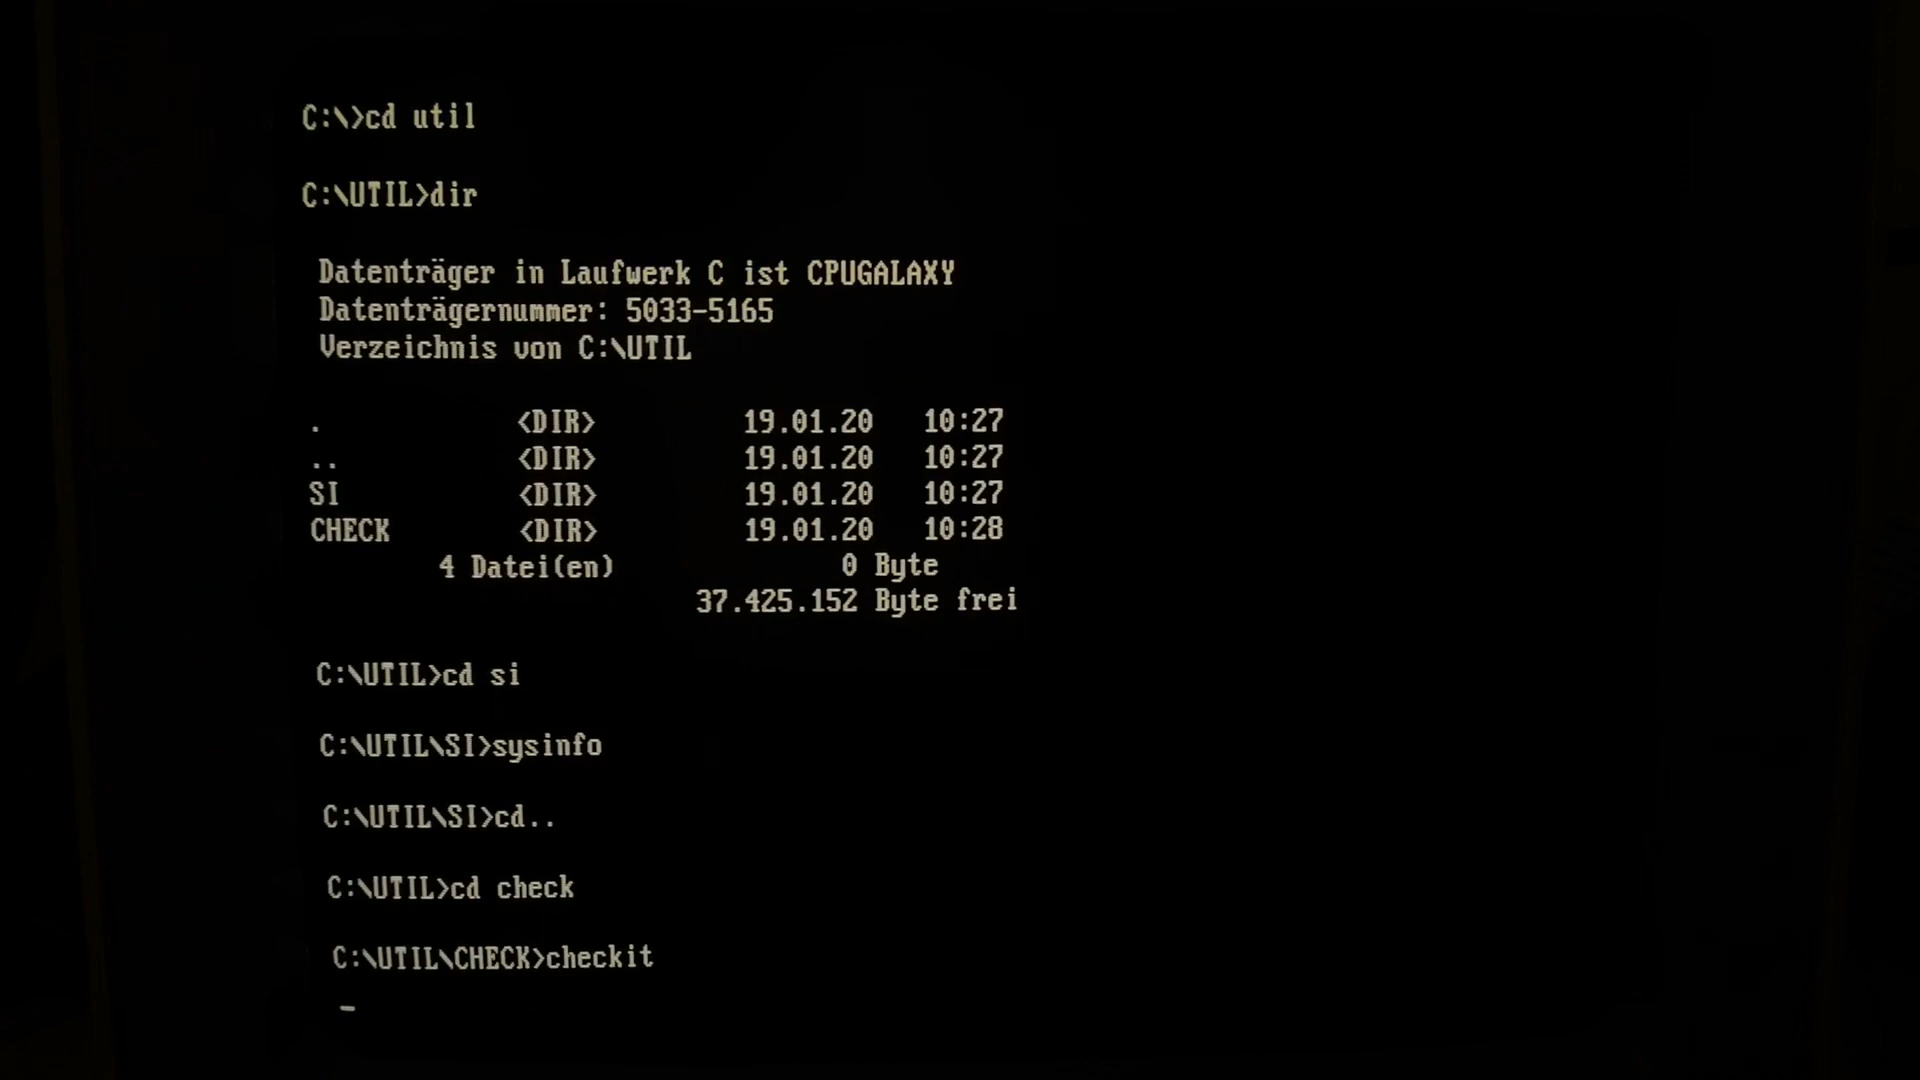 C:\>cd util
C:\UTIL>dir
Datenträger in Laufwerk C ist CPUGALAXY
Datenträgernummer: 5033-5165
Verzeichnis von C:\UTIL
. <DIR> 19.01.20 10:27
.. <DIR> 19.01.20 10:27
SI <DIR> 19.01.20 10:27
CHECK <DIR> 19.01.20 10:28
4 Datei(en) 0 Byte
37.425.152 Byte frei
C:\UTIL>cd si
C:\UTIL\SI>sysinfo
C:\UTIL\SI>cd..
C:\UTIL>cd check
C:\UTIL\CHECK>checkit